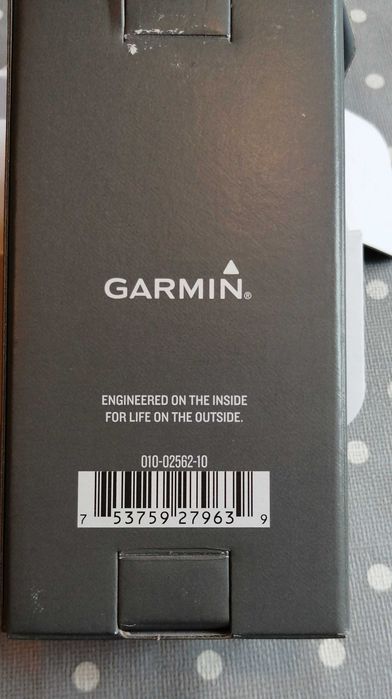 GARMIN®
ENGINEERED ON THE INSIDE
FOR LIFE ON THE OUTSIDE.
010-02562-10
7 53759 27963 9